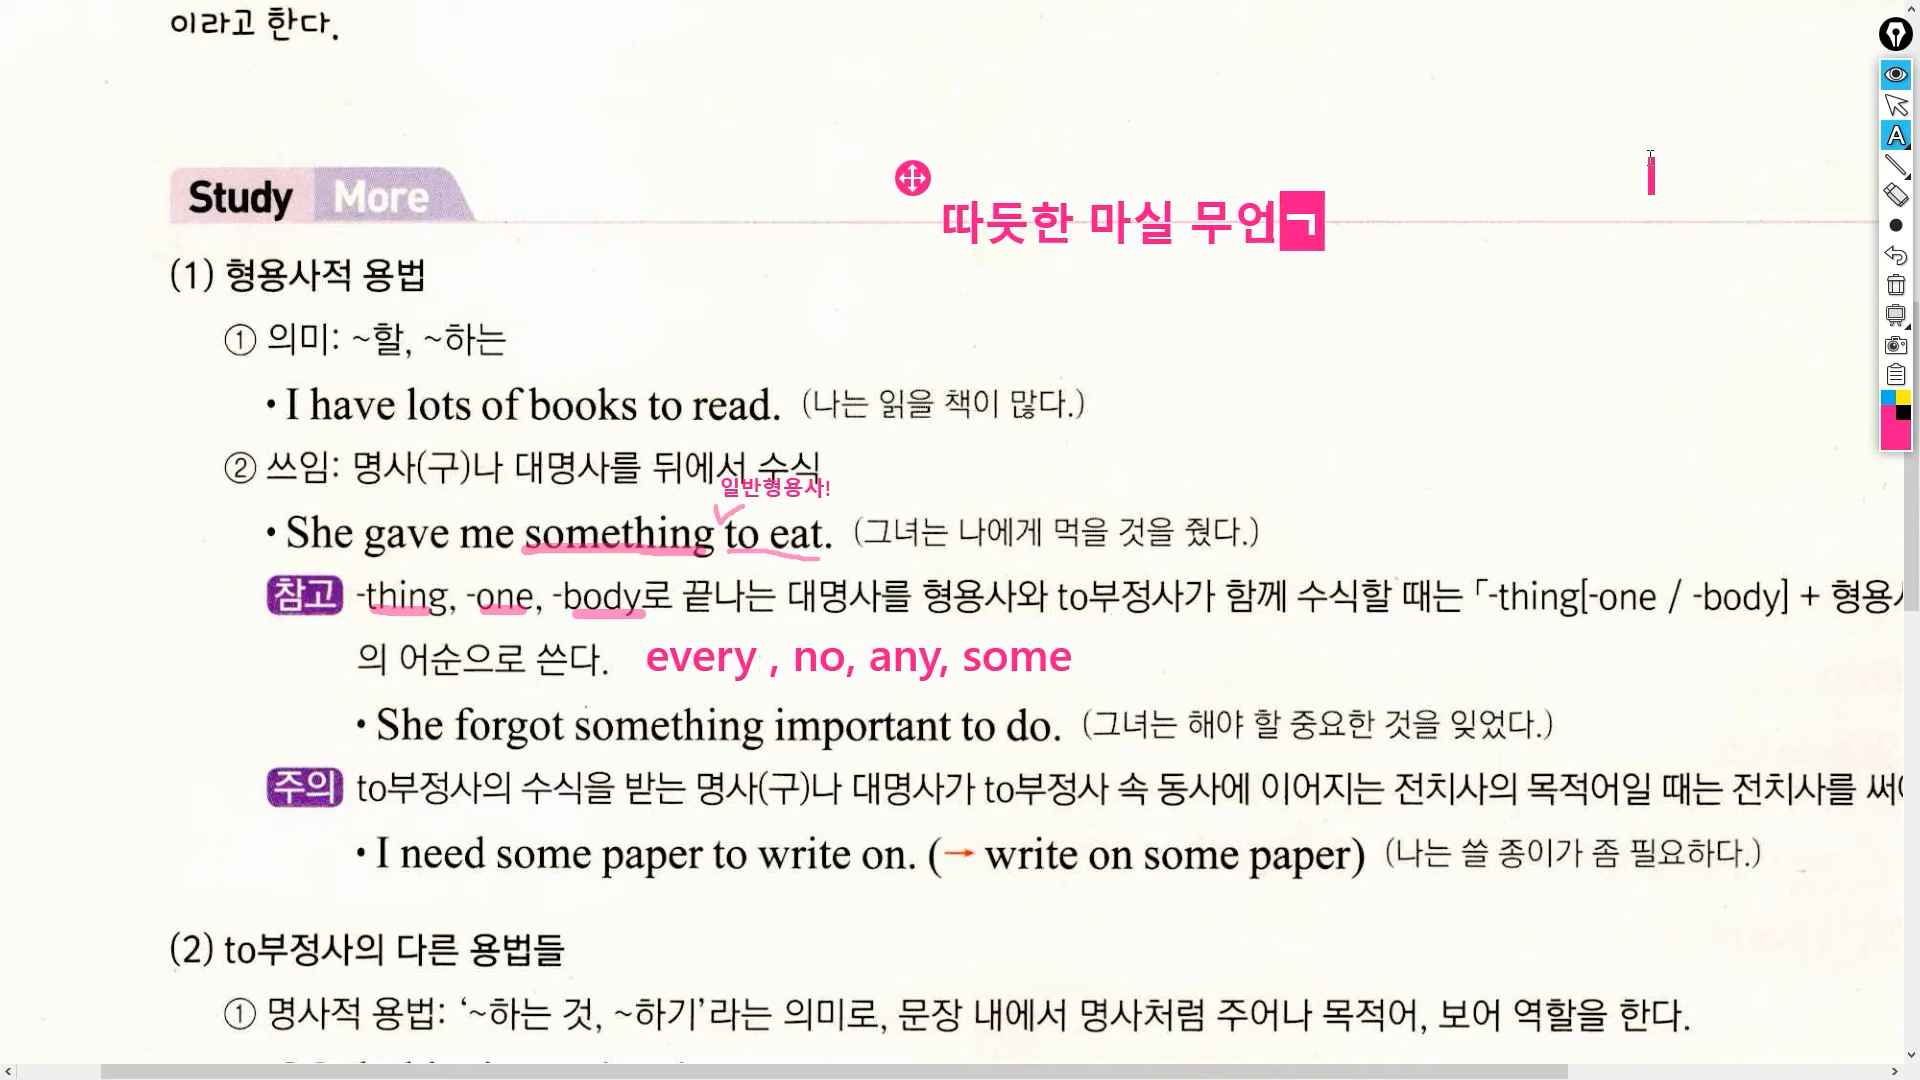 이라고 한다.
Study More
따듯한 마실 무언ㄱ
(1) 형용사적 용법
① 의미: ~할, ~하는
• I have lots of books to read. (나는 읽을 책이 많다.)
② 쓰임: 명사(구)나 대명사를 뒤에서 수식
일반형용사!
• She gave me something to eat. (그녀는 나에게 먹을 것을 줬다.)
참고 -thing, -one, -body로 끝나는 대명사를 형용사와 to부정사가 함께 수식할 때는 「-thing[-one / -body] + 형용
의 어순으로 쓴다. every , no, any, some
• She forgot something important to do. (그녀는 해야 할 중요한 것을 잊었다.)
주의 to부정사의 수식을 받는 명사(구)나 대명사가 to부정사 속 동사에 이어지는 전치사의 목적어일 때는 전치사를 써
• I need some paper to write on. (→ write on some paper) (나는 쓸 종이가 좀 필요하다.)
(2) to부정사의 다른 용법들
① 명사적 용법: ‘~하는 것, ~하기’라는 의미로, 문장 내에서 명사처럼 주어나 목적어, 보어 역할을 한다.